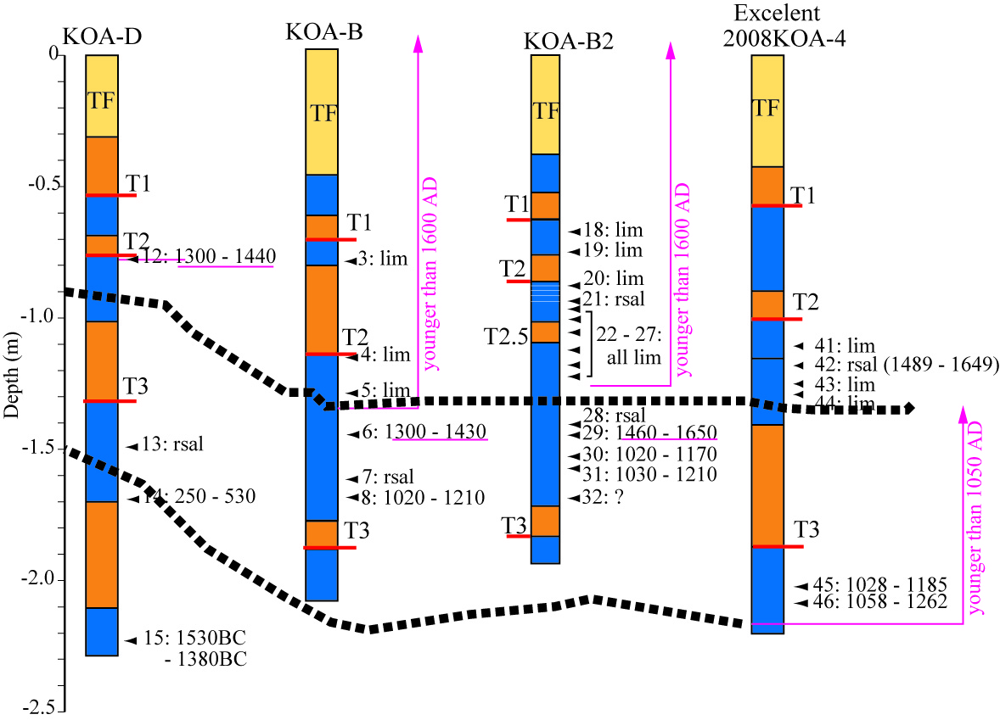 KOA-D
KOA-B
KOA-B2
Excelent
2008KOA-4
Depth (m)
0
-0.5
-1.0
-1.5
-2.0
-2.5
TF
T1
T2
12: 1300 - 1440
T3
13: rsal
14: 250 - 530
15: 1530BC
- 1380BC
TF
T1
3: lim
T2
4: lim
5: lim
6: 1300 - 1430
7: rsal
8: 1020 - 1210
T3
younger than 1600 AD
TF
T1
18: lim
19: lim
T2
20: lim
21: rsal
T2.5
22 - 27:
all lim
28: rsal
29: 1460 - 1650
30: 1020 - 1170
31: 1030 - 1210
32: ?
T3
younger than 1600 AD
TF
T1
T2
41: lim
42: rsal (1489 - 1649)
43: lim
44: lim
T3
45: 1028 - 1185
46: 1058 - 1262
younger than 1050 AD